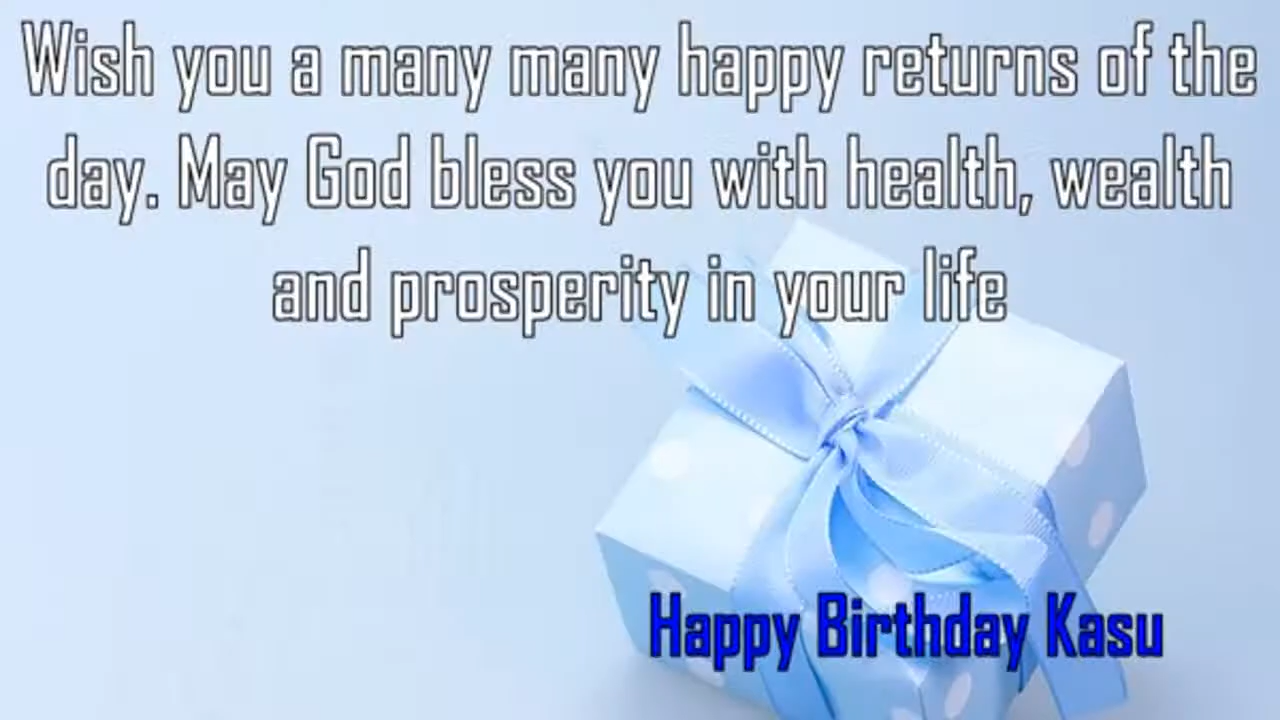 Wish you a many many happy returns of the
day. May God bless you with health, wealth
and prosperity in your life
Happy Birthday Kasu